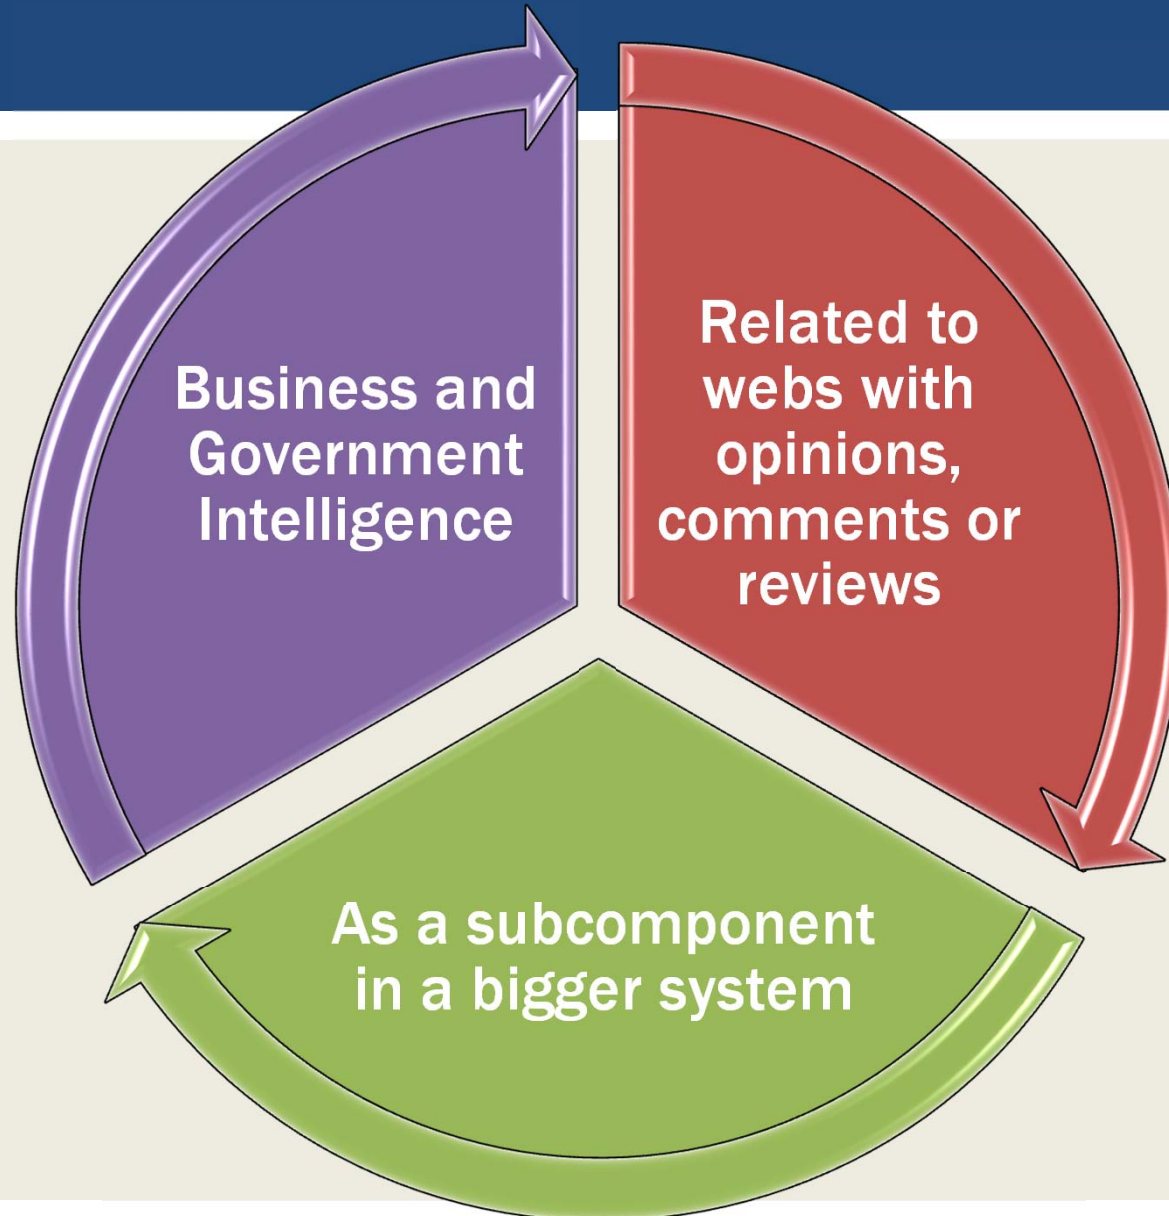 Business and
Government
Intelligence
Related to
webs with
opinions,
comments or
reviews
As a subcomponent
in a bigger system